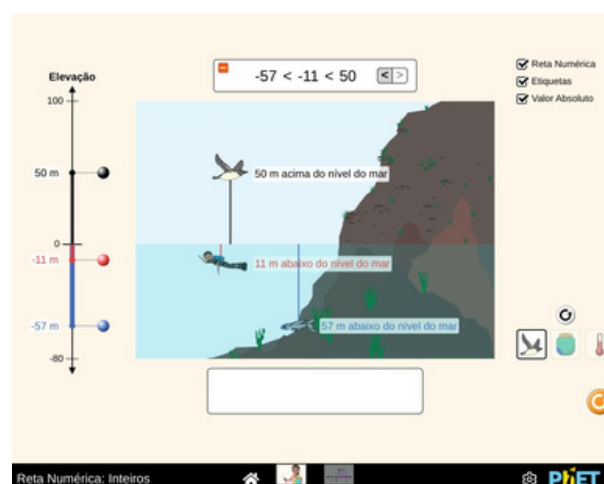 -57 < -11 < 50
< >
Reta Numérica
Etiquetas
Valor Absoluto
Elevação
100
50 m
0
-11 m
-57 m
-80
50 m acima do nível do mar
11 m abaixo do nível do mar
57 m abaixo do nível do mar
Reta Numérica: Inteiros
PhET